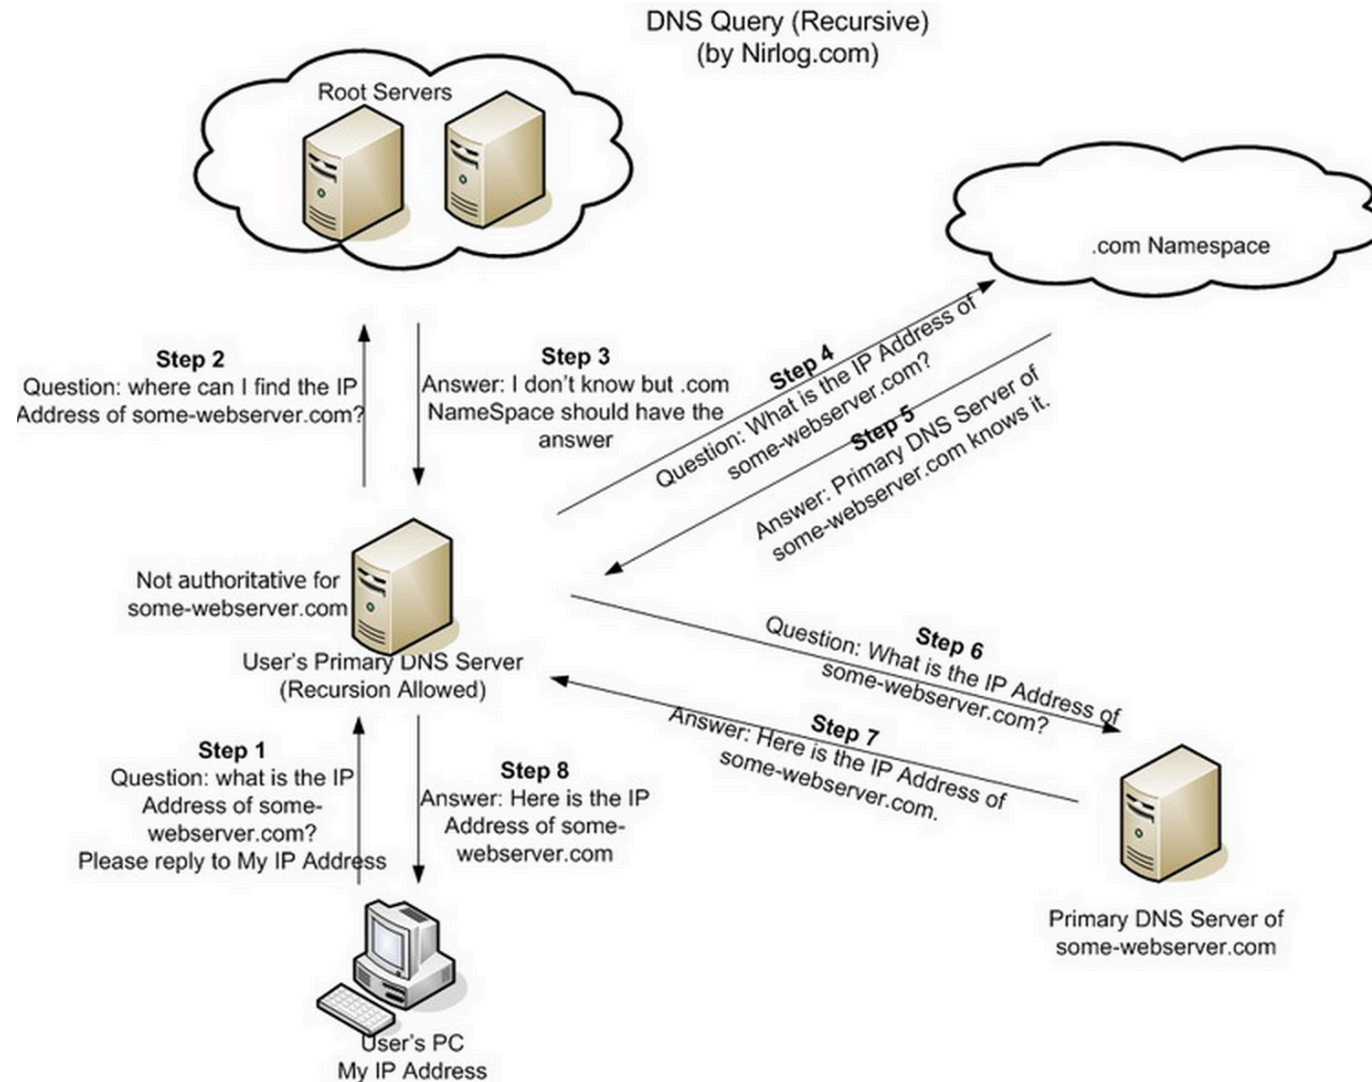 DNS Query (Recursive)
(by Nirlog.com)
Root Servers
.com Namespace
Step 2
Question: where can I find the IP
Address of some-webserver.com?
Step 3
Answer: I don't know but .com
NameSpace should have the
answer
Step 4
Question: What is the IP Address of
some-webserver.com?
Step 5
Answer: Primary DNS Server of
some-webserver.com knows it.
Not authoritative for
some-webserver.com
User's Primary DNS Server
(Recursion Allowed)
Step 6
Question: What is the IP Address of
some-webserver.com?
Step 7
Answer: Here is the IP Address of
some-webserver.com.
Step 1
Question: what is the IP
Address of some-
webserver.com?
Please reply to My IP Address
Step 8
Answer: Here is the IP
Address of some-
webserver.com
Primary DNS Server of
some-webserver.com
User's PC
My IP Address